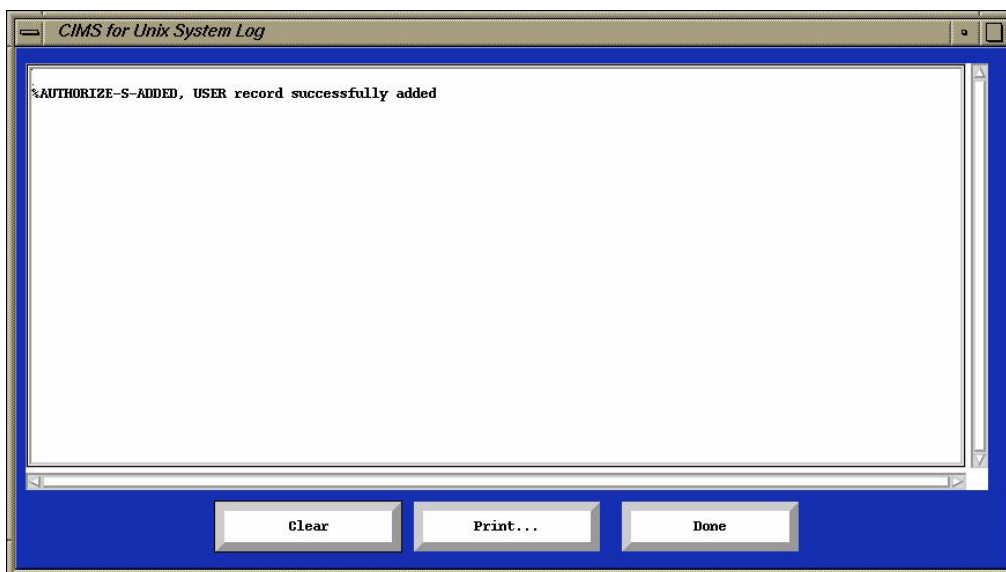 CIMS for Unix System Log
%AUTHORIZE-S-ADDED, USER record successfully added
Clear
Print...
Done